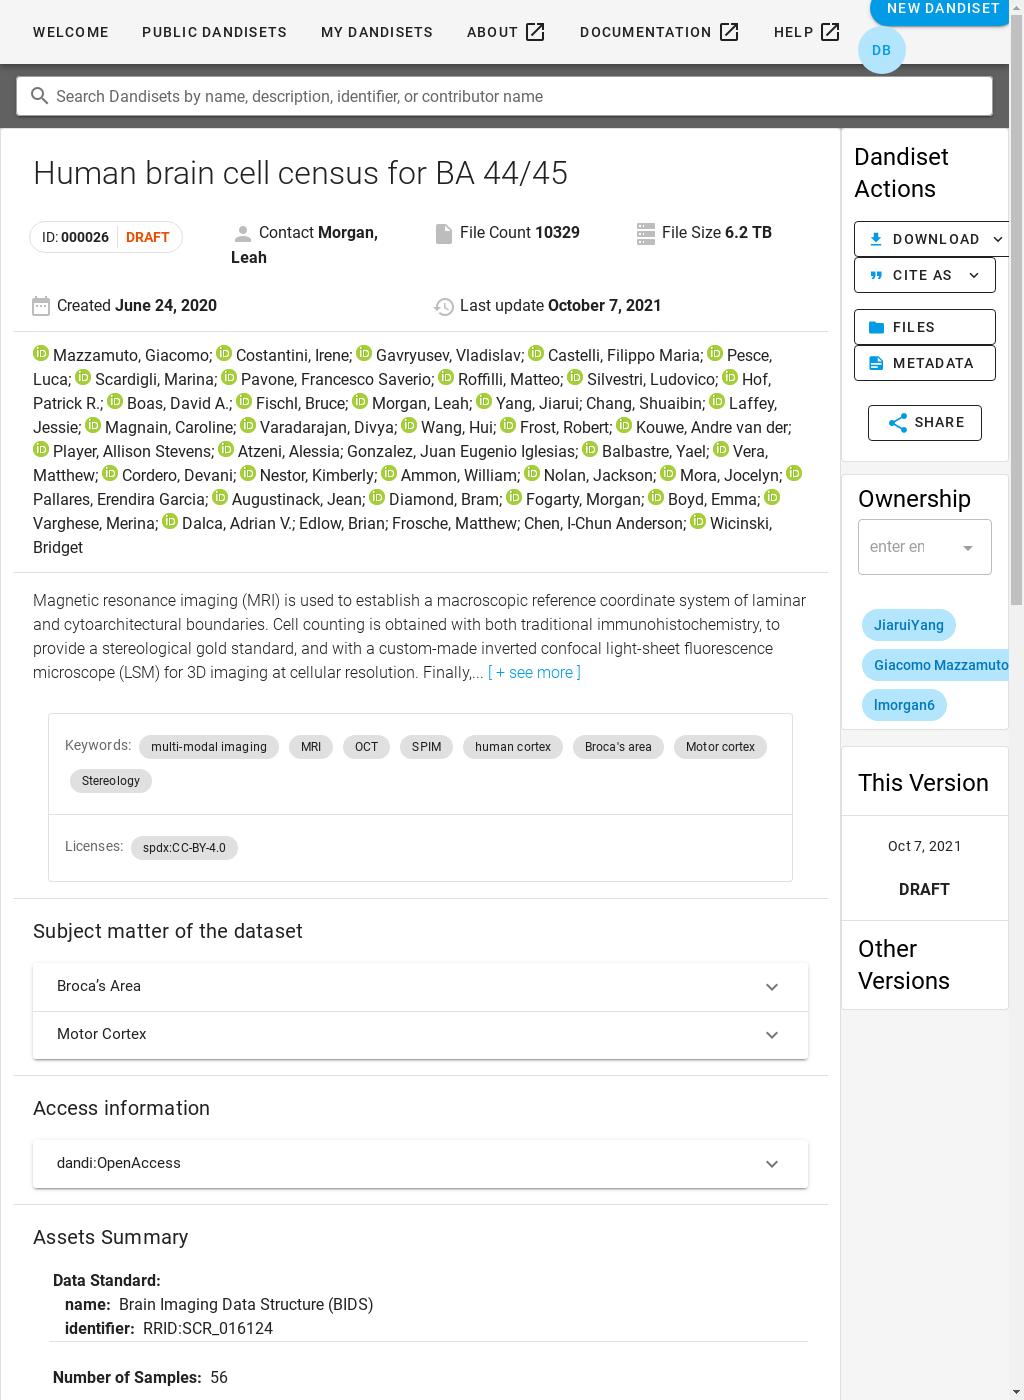 WELCOME PUBLIC DANDISETS MY DANDISETS ABOUT DOCUMENTATION HELP NEW DANDISET
DB
Search Dandisets by name, description, identifier, or contributor name
Human brain cell census for BA 44/45
ID: 000026 DRAFT
Contact Morgan,
Leah
File Count 10329
File Size 6.2 TB
Created June 24, 2020
Last update October 7, 2021
Mazzamuto, Giacomo; Costantini, Irene; Gavryusev, Vladislav; Castelli, Filippo Maria; Pesce,
Luca; Scardigli, Marina; Pavone, Francesco Saverio; Roffilli, Matteo; Silvestri, Ludovico; Hof,
Patrick R.; Boas, David A.; Fischl, Bruce; Morgan, Leah; Yang, Jiarui; Chang, Shuaibin; Laffey,
Jessie; Magnain, Caroline; Varadarajan, Divya; Wang, Hui; Frost, Robert; Kouwe, Andre van der;
Player, Allison Stevens; Atzeni, Alessia; Gonzalez, Juan Eugenio Iglesias; Balbastre, Yael; Vera,
Matthew; Cordero, Devani; Nestor, Kimberly; Ammon, William; Nolan, Jackson; Mora, Jocelyn;
Pallares, Erendira Garcia; Augustinack, Jean; Diamond, Bram; Fogarty, Morgan; Boyd, Emma;
Varghese, Merina; Dalca, Adrian V.; Edlow, Brian; Frosche, Matthew; Chen, I-Chun Anderson; Wicinski,
Bridget
Magnetic resonance imaging (MRI) is used to establish a macroscopic reference coordinate system of laminar
and cytoarchitectural boundaries. Cell counting is obtained with both traditional immunohistochemistry, to
provide a stereological gold standard, and with a custom-made inverted confocal light-sheet fluorescence
microscope (LSM) for 3D imaging at cellular resolution. Finally,... [ + see more ]
Keywords: multi-modal imaging MRI OCT SPIM human cortex Broca's area Motor cortex
Stereology
Licenses: spdx:CC-BY-4.0
Subject matter of the dataset
Broca’s Area
Motor Cortex
Access information
dandi:OpenAccess
Assets Summary
Data Standard:
name: Brain Imaging Data Structure (BIDS)
identifier: RRID:SCR_016124
Number of Samples: 56
Dandiset
Actions
DOWNLOAD
CITE AS
FILES
METADATA
SHARE
Ownership
enter en
JiaruiYang
Giacomo Mazzamuto
lmorgan6
This Version
Oct 7, 2021
DRAFT
Other
Versions